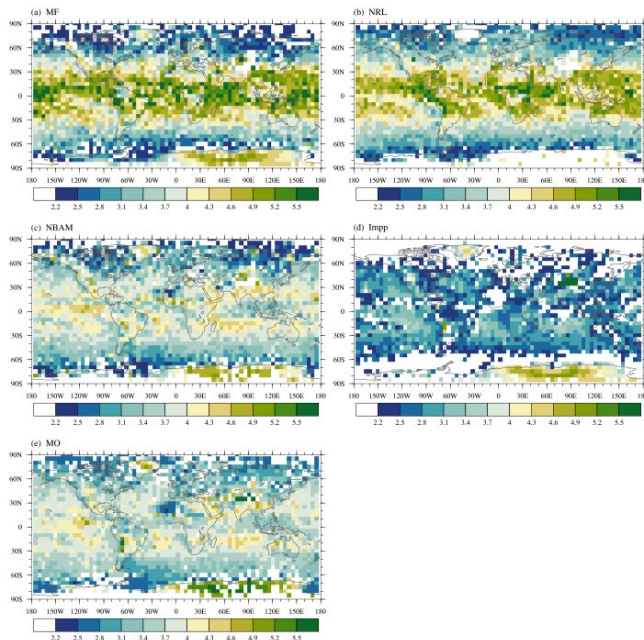 (a) MF
90N
60N
30N
0
30S
60S
90S
180 150W 120W 90W 60W 30W 0 30E 60E 90E 120E 150E 180
2.2 2.5 2.8 3.1 3.4 3.7 4 4.3 4.6 4.9 5.2 5.5
(b) NRL
90N
60N
30N
0
30S
60S
90S
180 150W 120W 90W 60W 30W 0 30E 60E 90E 120E 150E 180
2.2 2.5 2.8 3.1 3.4 3.7 4 4.3 4.6 4.9 5.2 5.5
(c) NBAM
90N
60N
30N
0
30S
60S
90S
180 150W 120W 90W 60W 30W 0 30E 60E 90E 120E 150E 180
2.2 2.5 2.8 3.1 3.4 3.7 4 4.3 4.6 4.9 5.2 5.5
(d) Impp
90N
60N
30N
0
30S
60S
90S
180 150W 120W 90W 60W 30W 0 30E 60E 90E 120E 150E 180
2.2 2.5 2.8 3.1 3.4 3.7 4 4.3 4.6 4.9 5.2 5.5
(e) MO
90N
60N
30N
0
30S
60S
90S
180 150W 120W 90W 60W 30W 0 30E 60E 90E 120E 150E 180
2.2 2.5 2.8 3.1 3.4 3.7 4 4.3 4.6 4.9 5.2 5.5